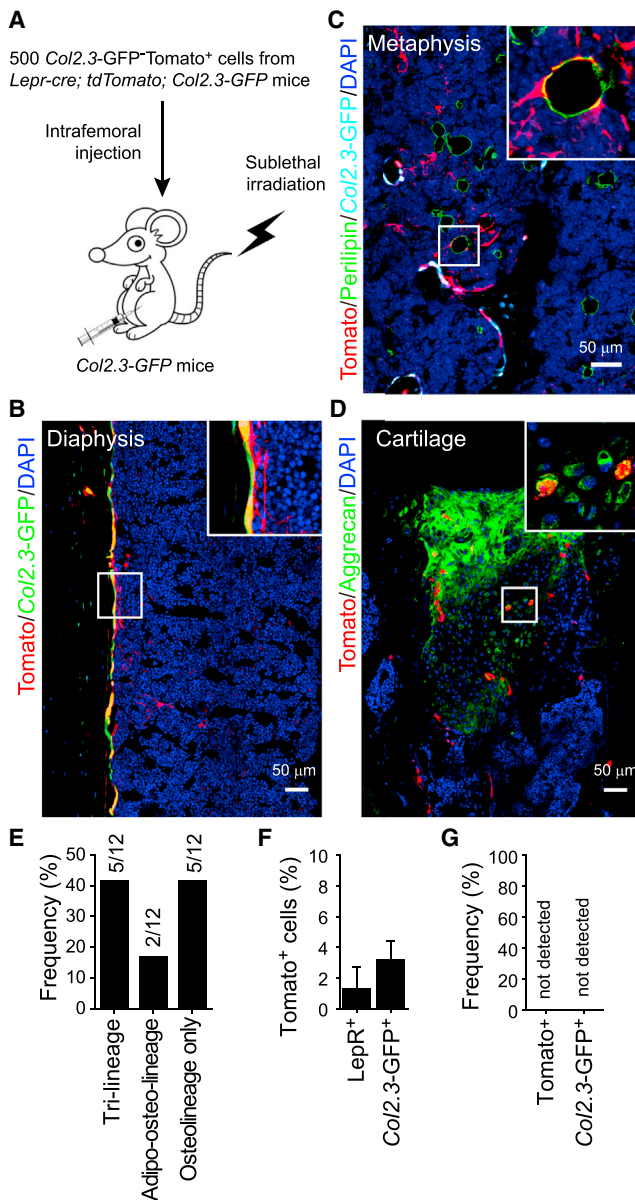 A
500 Col2.3-GFP⁻Tomato⁺ cells from
Lepr-cre; tdTomato; Col2.3-GFP mice
Intrafemoral
injection
Sublethal
irradiation
Col2.3-GFP mice
B
Diaphysis
Tomato/Col2.3-GFP/DAPI
50 μm
C
Metaphysis
Tomato/Perilipin/Col2.3-GFP/DAPI
50 μm
D
Cartilage
Tomato/Aggrecan/DAPI
50 μm
E
Frequency (%)
50
40
30
20
10
0
5/12
2/12
5/12
Tri-lineage
Adipo-osteo-lineage
Osteolineage only
F
Tomato⁺ cells (%)
10
8
6
4
2
0
LepR⁺
Col2.3-GFP⁺
G
Frequency (%)
100
80
60
40
20
0
not detected
not detected
Tomato⁺
Col2.3-GFP⁺